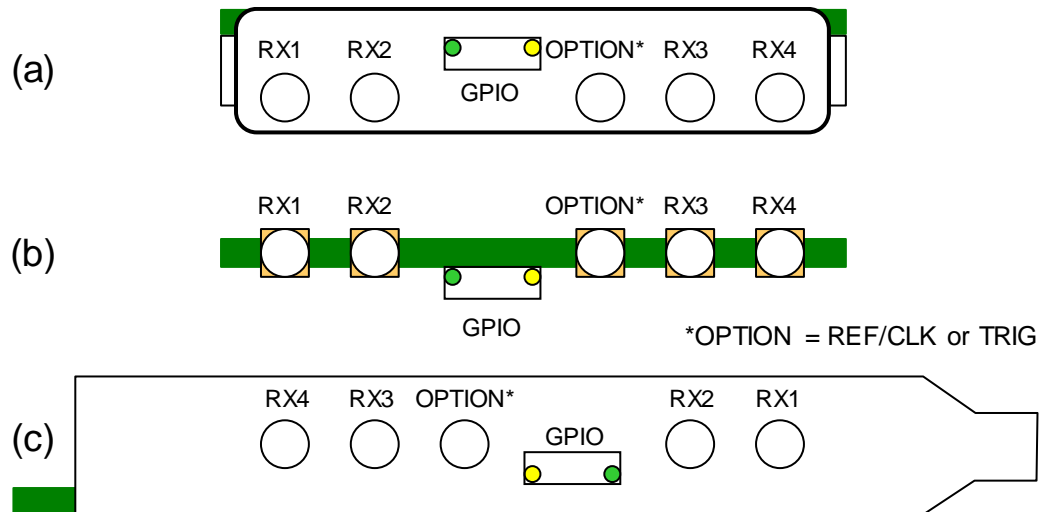 (a)
RX1 RX2 OPTION* RX3 RX4
GPIO
(b)
RX1 RX2 OPTION* RX3 RX4
GPIO
*OPTION = REF/CLK or TRIG
(c)
RX4 RX3 OPTION* RX2 RX1
GPIO